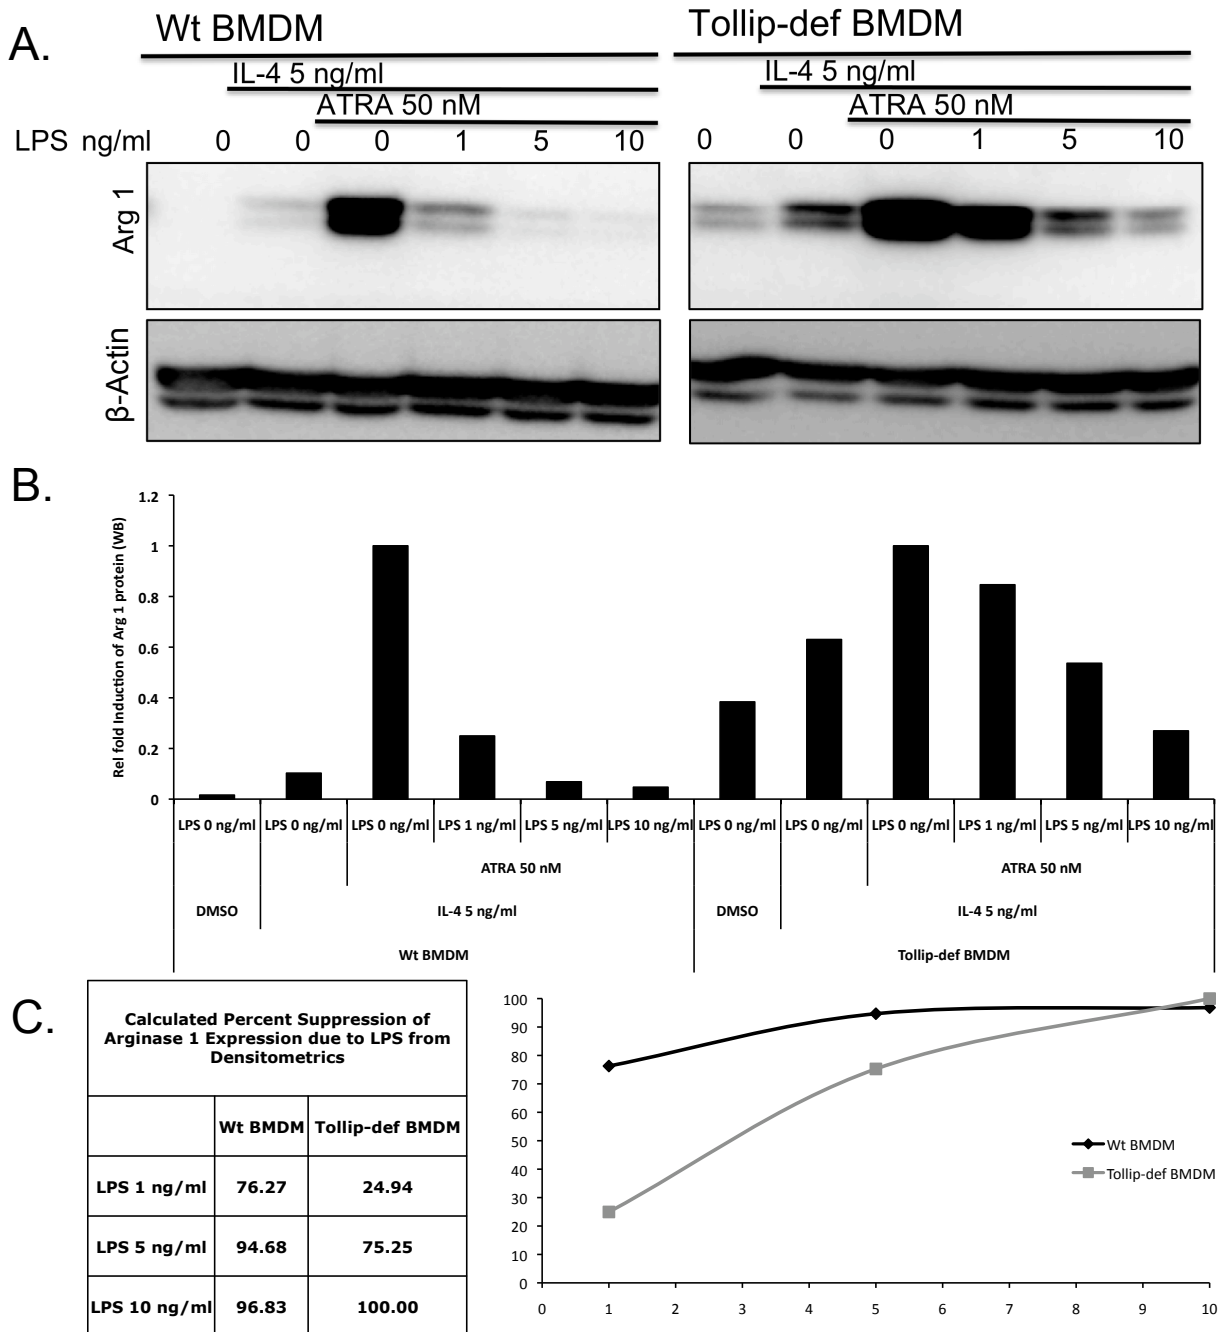 A.
Wt BMDM
Tollip-def BMDM
IL-4 5 ng/ml
IL-4 5 ng/ml
ATRA 50 nM
ATRA 50 nM
LPS ng/ml 0 0 0 1 5 10 0 0 0 1 5 10
Arg 1
β-Actin
B.
Rel fold Induction of Arg 1 protein (WB)
1.2
1
0.8
0.6
0.4
0.2
0
LPS 0 ng/ml LPS 0 ng/ml LPS 0 ng/ml LPS 1 ng/ml LPS 5 ng/ml LPS 10 ng/ml LPS 0 ng/ml LPS 0 ng/ml LPS 0 ng/ml LPS 1 ng/ml LPS 5 ng/ml LPS 10 ng/ml
ATRA 50 nM ATRA 50 nM
DMSO IL-4 5 ng/ml DMSO IL-4 5 ng/ml
Wt BMDM Tollip-def BMDM
C.
Calculated Percent Suppression of
Arginase 1 Expression due to LPS from
Densitometrics
Wt BMDM Tollip-def BMDM
LPS 1 ng/ml 76.27 24.94
LPS 5 ng/ml 94.68 75.25
LPS 10 ng/ml 96.83 100.00
100
90
80
70
60
50
40
30
20
10
0
0 1 2 3 4 5 6 7 8 9 10
Wt BMDM
Tollip-def BMDM